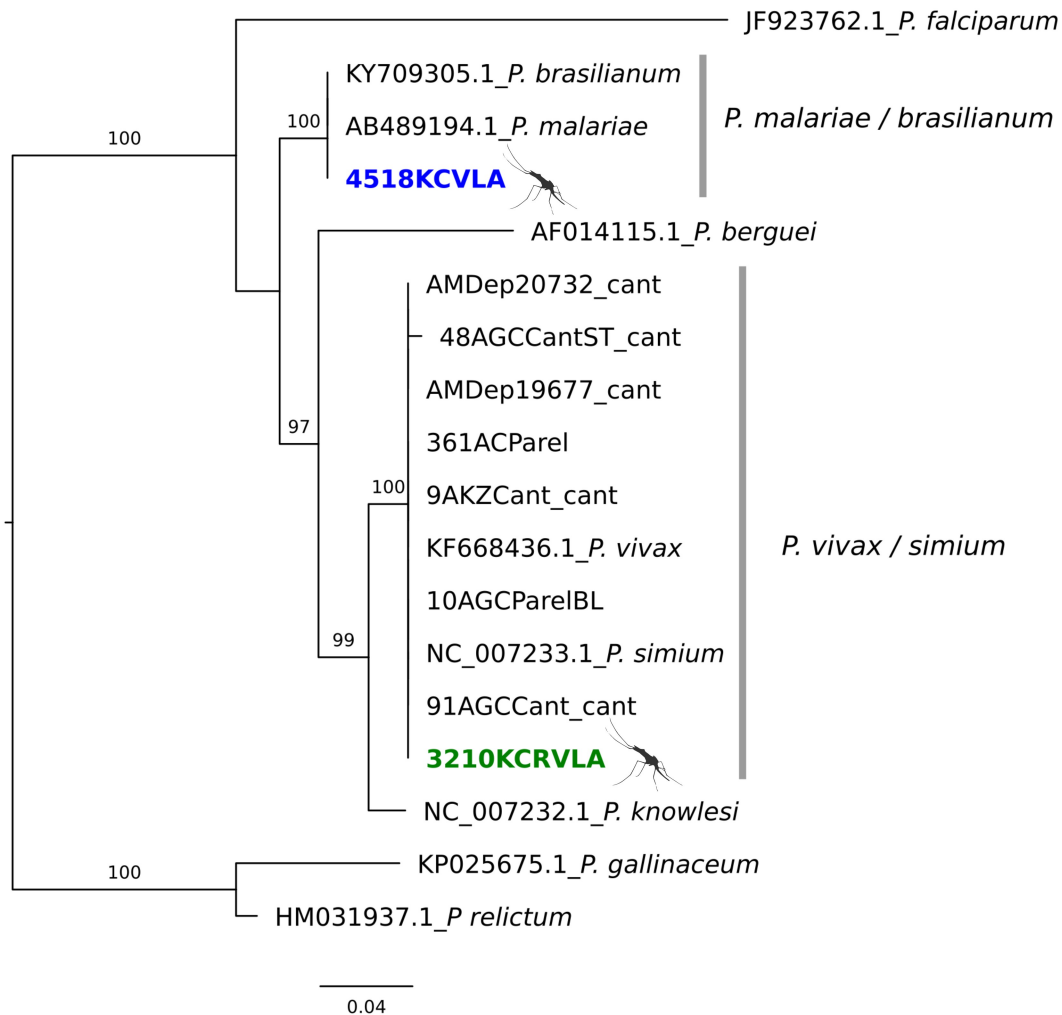 JF923762.1_P. falciparum
KY709305.1_P. brasilianum
100
AB489194.1_P. malariae
P. malariae / brasilianum
100
4518KCVLA
AF014115.1_P. berguei
AMDep20732_cant
48AGCCantST_cant
AMDep19677_cant
97
361ACParel
100
9AKZCant_cant
KF668436.1_P. vivax
P. vivax / simium
10AGCParelBL
99
NC_007233.1_P. simium
91AGCCant_cant
3210KCRVLA
NC_007232.1_P. knowlesi
100
KP025675.1_P. gallinaceum
HM031937.1_P relictum
0.04